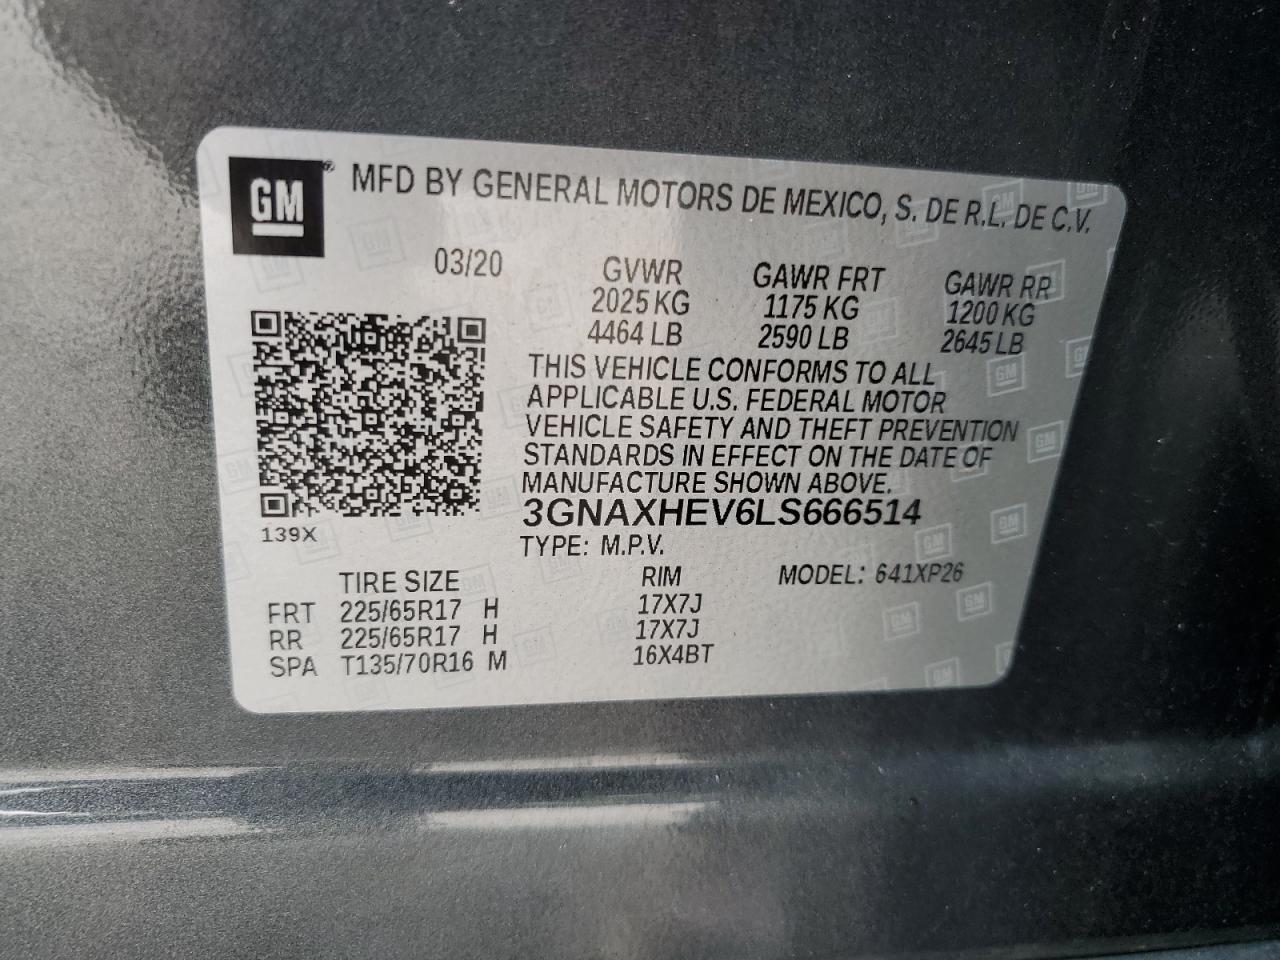 GM® MFD BY GENERAL MOTORS DE MEXICO, S. DE R.L. DE C.V.
03/20 GVWR GAWR FRT GAWR RR
2025 KG 1175 KG 1200 KG
4464 LB 2590 LB 2645 LB
THIS VEHICLE CONFORMS TO ALL
APPLICABLE U.S. FEDERAL MOTOR
VEHICLE SAFETY AND THEFT PREVENTION
STANDARDS IN EFFECT ON THE DATE OF
MANUFACTURE SHOWN ABOVE.
3GNAXHEV6LS666514
139X
TYPE: M.P.V.
TIRE SIZE RIM MODEL: 641XP26
FRT 225/65R17 H 17X7J
RR 225/65R17 H 17X7J
SPA T135/70R16 M 16X4BT